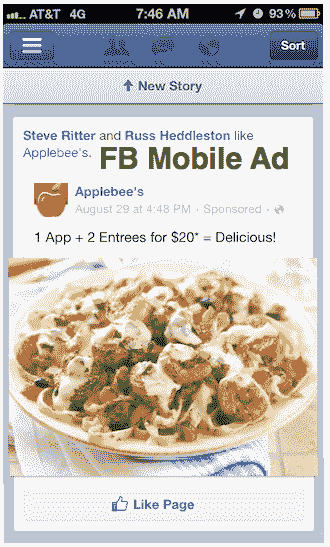 AT&T 4G 7:46 AM 93%
Sort
New Story
Steve Ritter and Russ Heddleston like
Applebee's.
FB Mobile Ad
Applebee's
August 29 at 4:48 PM · Sponsored ·
1 App + 2 Entrees for $20* = Delicious!
Like Page